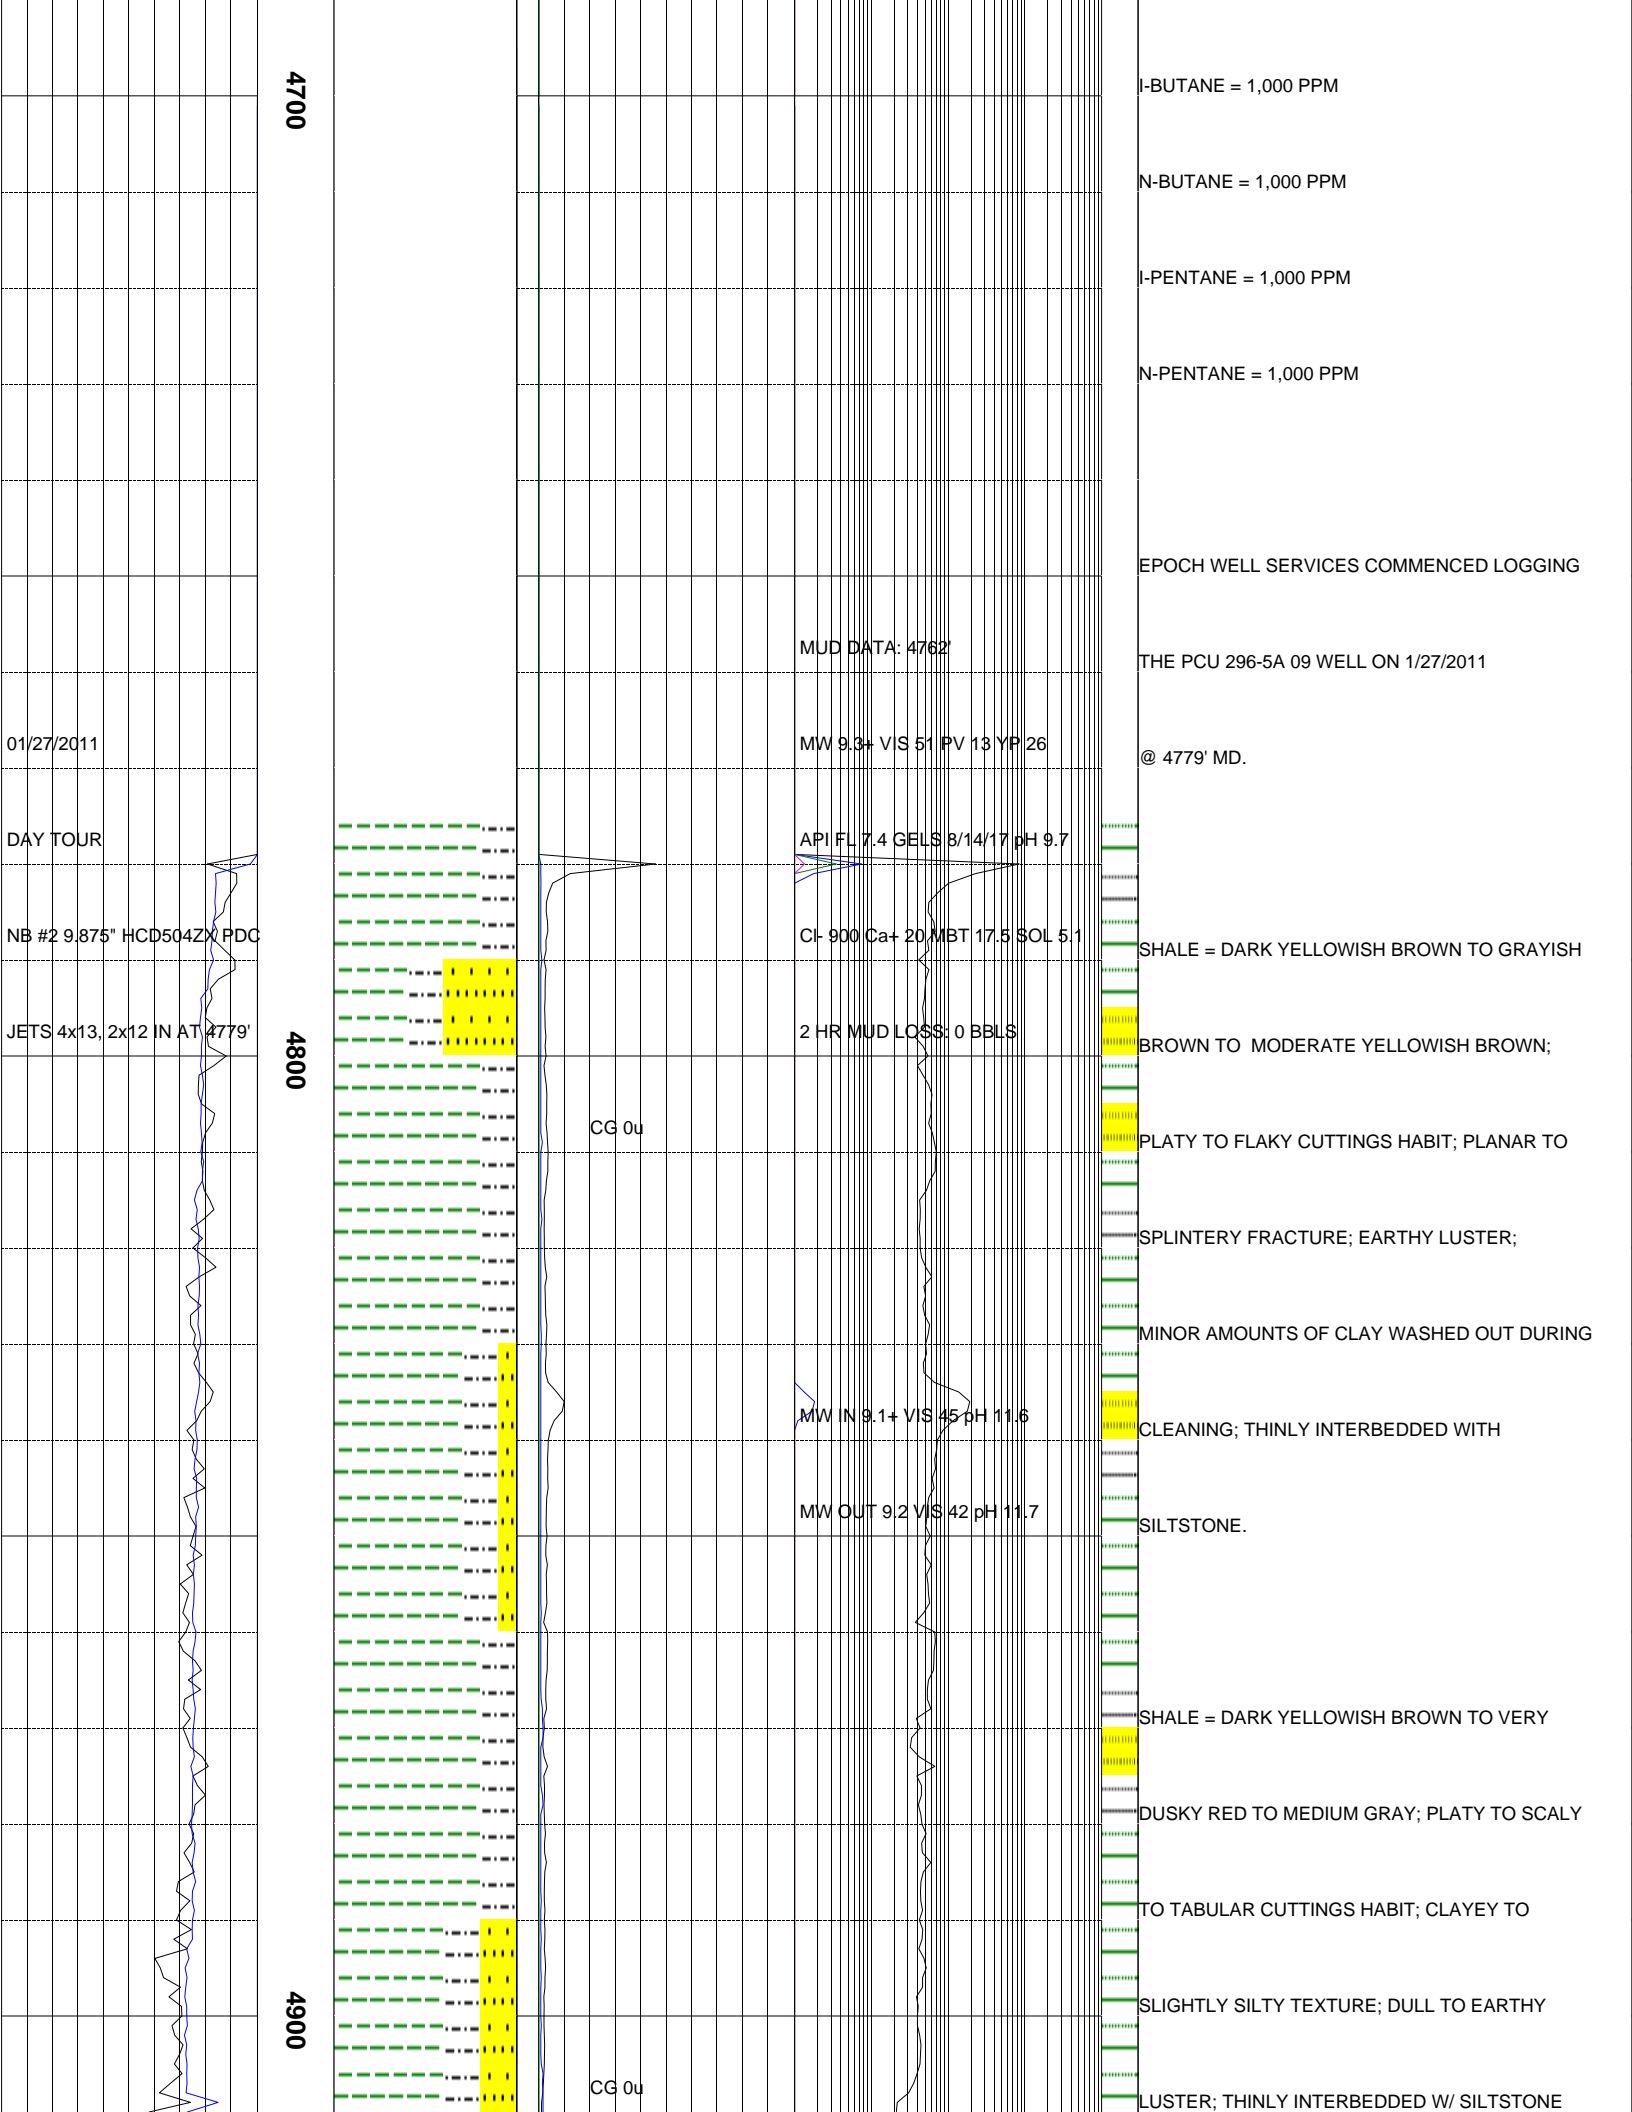 4700
I-BUTANE = 1,000 PPM
N-BUTANE = 1,000 PPM
I-PENTANE = 1,000 PPM
N-PENTANE = 1,000 PPM
EPOCH WELL SERVICES COMMENCED LOGGING
MUD DATA: 4762'
THE PCU 296-5A 09 WELL ON 1/27/2011
01/27/2011
MW 9.3+ VIS 51 PV 13 YP 26
@ 4779' MD.
DAY TOUR
API FL 7.4 GELS 8/14/17 pH 9.7
NB #2 9.875" HCD504ZX PDC
Cl- 900 Ca+ 20 MBT 17.5 SOL 5.1
SHALE = DARK YELLOWISH BROWN TO GRAYISH
JETS 4x13, 2x12 IN AT 4779'
4800
2 HR MUD LOSS: 0 BBLS
BROWN TO  MODERATE YELLOWISH BROWN;
CG 0u
PLATY TO FLAKY CUTTINGS HABIT; PLANAR TO
SPLINTERY FRACTURE; EARTHY LUSTER;
MINOR AMOUNTS OF CLAY WASHED OUT DURING
MW IN 9.1+ VIS 45 pH 11.6
CLEANING; THINLY INTERBEDDED WITH
MW OUT 9.2 VIS 42 pH 11.7
SILTSTONE.
SHALE = DARK YELLOWISH BROWN TO VERY
DUSKY RED TO MEDIUM GRAY; PLATY TO SCALY
TO TABULAR CUTTINGS HABIT; CLAYEY TO
SLIGHTLY SILTY TEXTURE; DULL TO EARTHY
4900
CG 0u
LUSTER; THINLY INTERBEDDED W/ SILTSTONE